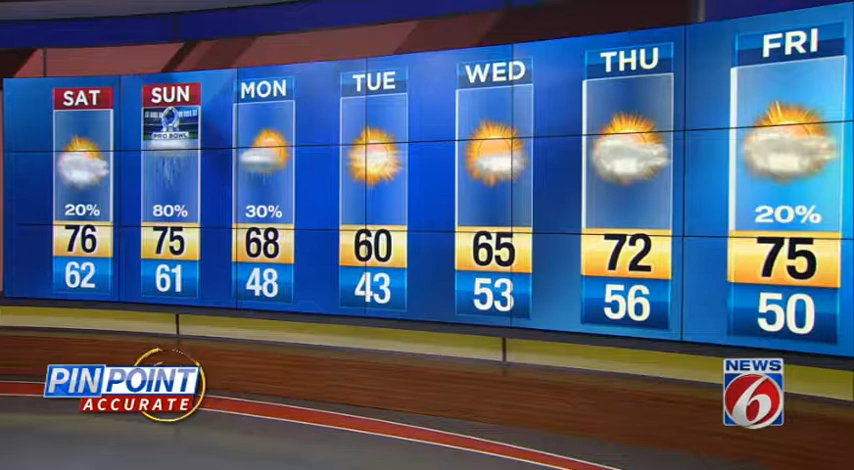 SAT SUN MON TUE WED THU FRI
PRO BOWL
20% 80% 30% 20%
76 75 68 60 65 72 75
62 61 48 43 53 56 50
PINPOINT
ACCURATE
NEWS
6